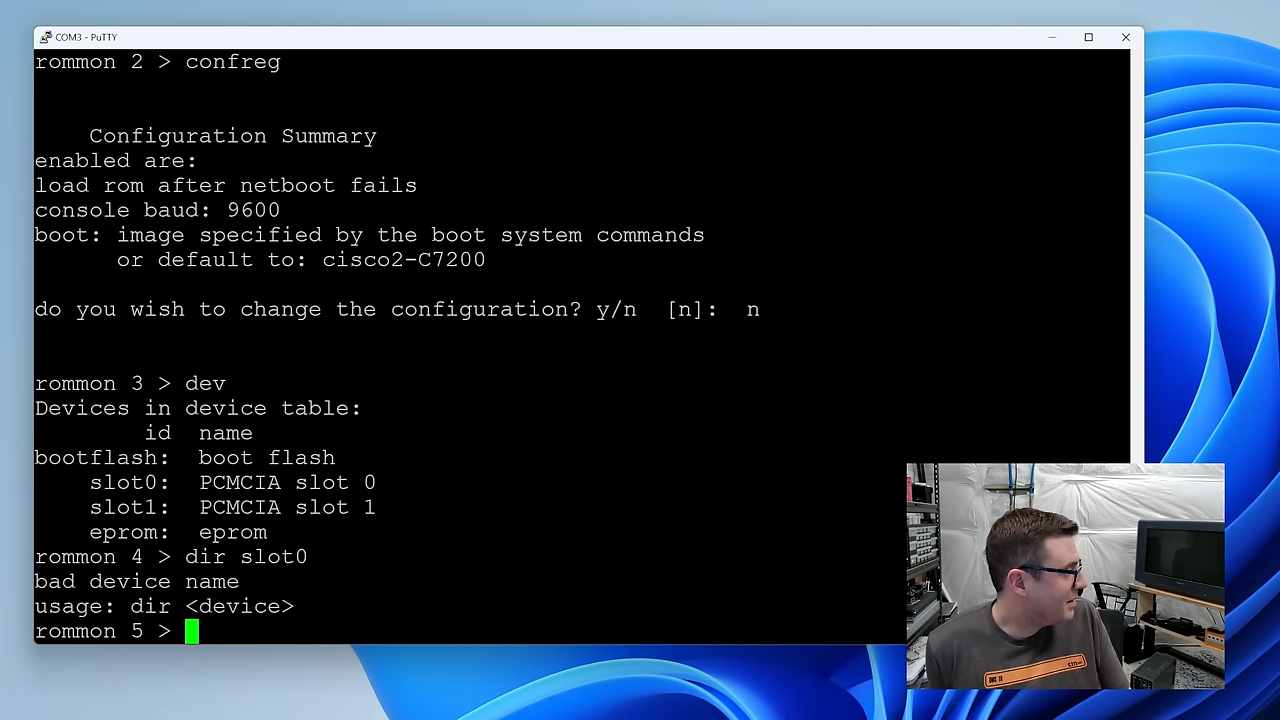 COM3 - PuTTY
rommon 2 > confreg
Configuration Summary
enabled are:
load rom after netboot fails
console baud: 9600
boot: image specified by the boot system commands
or default to: cisco2-C7200
do you wish to change the configuration? y/n  [n]:  n
rommon 3 > dev
Devices in device table:
id  name
bootflash:  boot flash
slot0:  PCMCIA slot 0
slot1:  PCMCIA slot 1
eprom:  eprom
rommon 4 > dir slot0
bad device name
usage: dir <device>
rommon 5 >